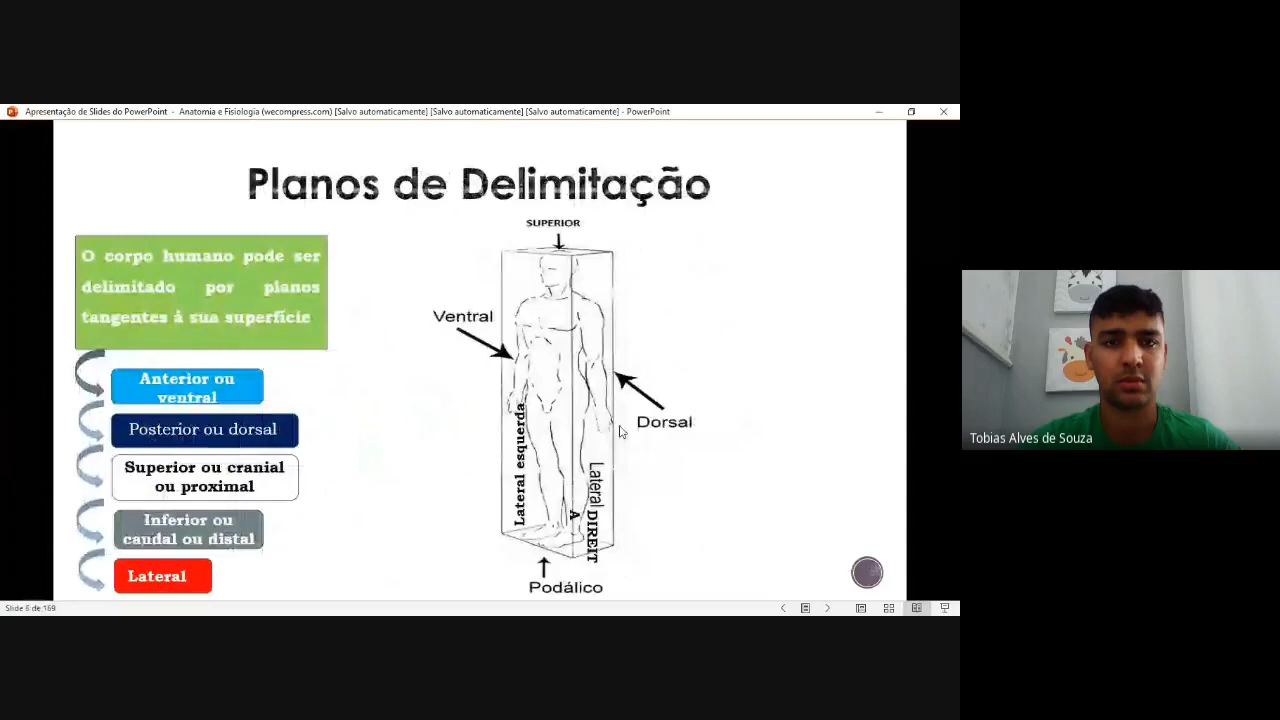 Apresentação de Slides do PowerPoint - Anatomia e Fisiologia (wecompress.com) [Salvo automaticamente] [Salvo automaticamente] [Salvo automaticamente] - PowerPoint
Planos de Delimitação
O corpo humano pode ser
delimitado por planos
tangentes à sua superfície
Anterior ou
ventral
Posterior ou dorsal
Superior ou cranial
ou proximal
Inferior ou
caudal ou distal
Lateral
SUPERIOR
Ventral
Dorsal
Lateral esquerda
Lateral
DIREIT
A
Podálico
Tobias Alves de Souza
Slide 6 de 169